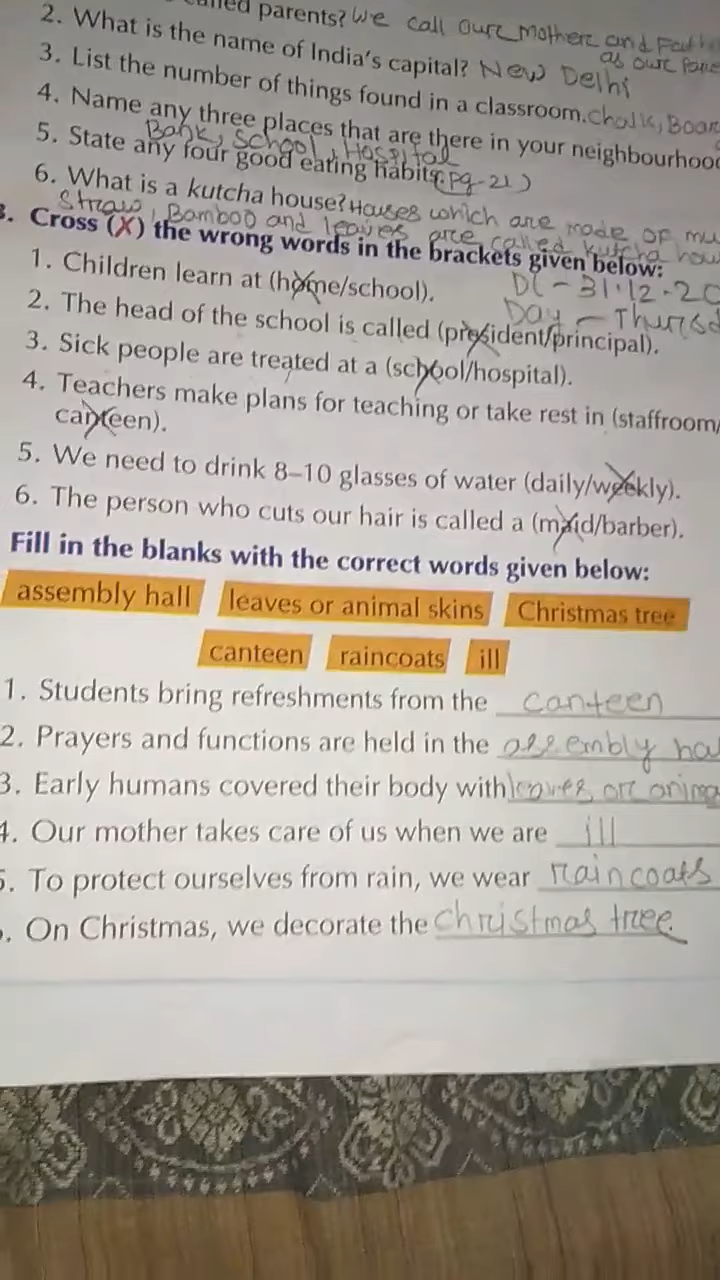 parents? We call our mother and
as our
2. What is the name of India's capital? New Delhi
3. List the number of things found in a classroom. Chalk, Boar
4. Name any three places that are there in your neighbourhood
Bank, School, Hospital
5. State any four good eating habits. (Pg-21)
6. What is a kutcha house? Houses which are made of mu
Straw, Bamboo and leaves are called kutcha hou
3. Cross (X) the wrong words in the brackets given below:
1. Children learn at (home/school).
Dt - 31.12.20
Day - Thursd
2. The head of the school is called (president/principal).
3. Sick people are treated at a (school/hospital).
4. Teachers make plans for teaching or take rest in (staffroom/
canteen).
5. We need to drink 8–10 glasses of water (daily/weekly).
6. The person who cuts our hair is called a (maid/barber).
Fill in the blanks with the correct words given below:
assembly hall leaves or animal skins Christmas tree
canteen raincoats ill
1. Students bring refreshments from the canteen
2. Prayers and functions are held in the assembly ha
3. Early humans covered their body with leaves or anima
4. Our mother takes care of us when we are ill
5. To protect ourselves from rain, we wear raincoats
. On Christmas, we decorate the christmas tree.